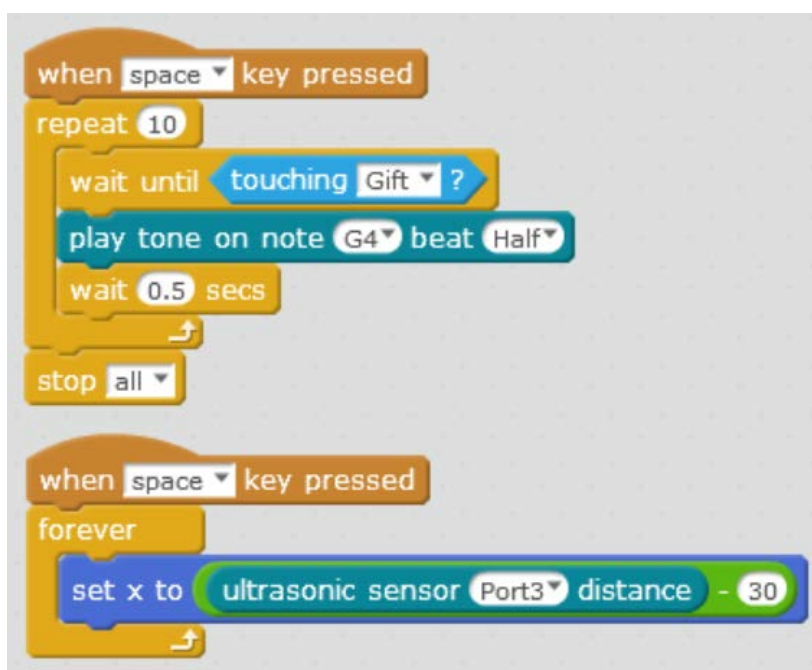 when space key pressed
repeat 10
wait until touching Gift ?
play tone on note G4 beat Half
wait 0.5 secs
stop all
when space key pressed
forever
set x to ultrasonic sensor Port3 distance - 30